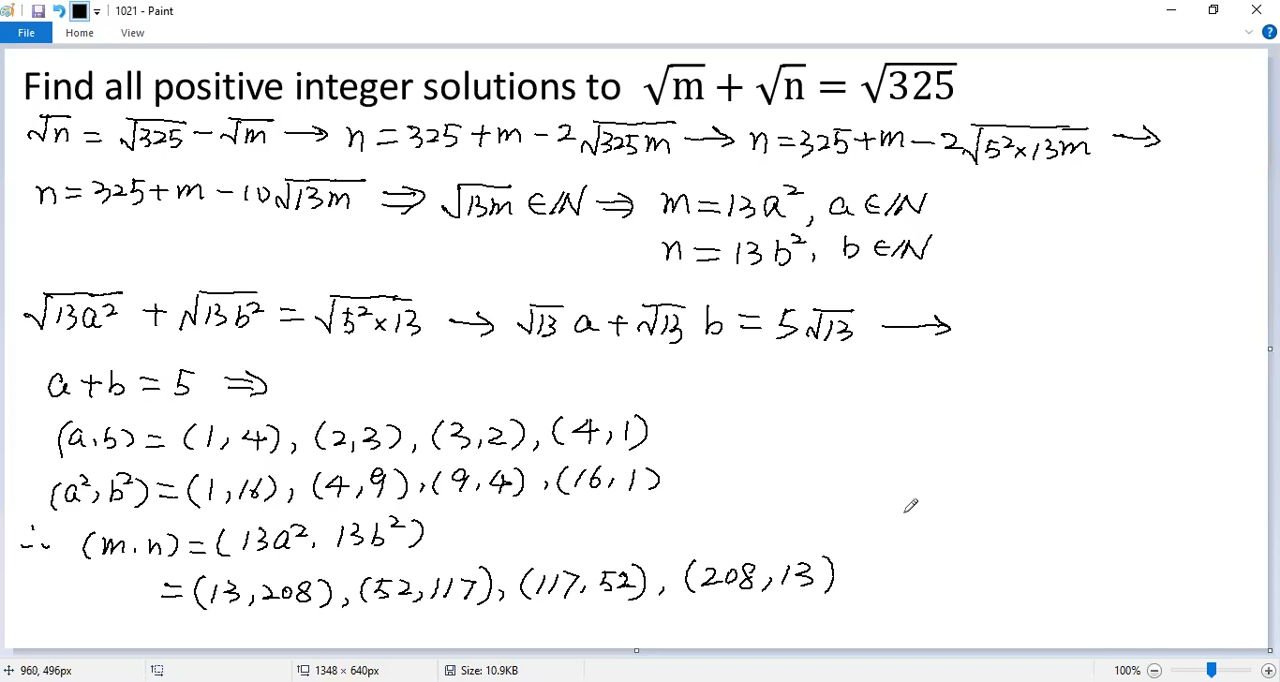 1021 - Paint
File Home View
Find all positive integer solutions to √m + √n = √325
√n = √325 - √m → n = 325 + m - 2√325m → n = 325 + m - 2√5²×13m →
n = 325 + m - 10√13m ⇒ √13m ∈ ℕ ⇒ m = 13a², a ∈ ℕ
n = 13b², b ∈ ℕ
√13a² + √13b² = √5²×13 → √13 a + √13 b = 5√13 →
a + b = 5 ⇒
(a,b) = (1,4), (2,3), (3,2), (4,1)
(a², b²) = (1,16), (4,9), (9,4), (16,1)
∴ (m,n) = (13a², 13b²)
= (13,208), (52,117), (117,52), (208,13)
960, 496px 1348 × 640px Size: 10.9KB 100%